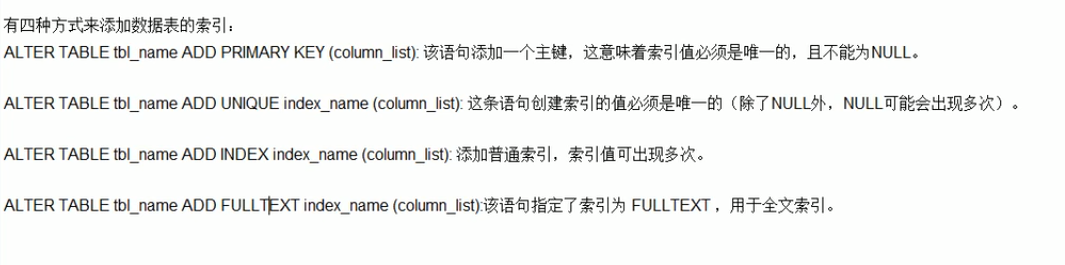 有四种方式来添加数据表的索引：
ALTER TABLE tbl_name ADD PRIMARY KEY (column_list): 该语句添加一个主键，这意味着索引值必须是唯一的，且不能为NULL。
ALTER TABLE tbl_name ADD UNIQUE index_name (column_list): 这条语句创建索引的值必须是唯一的（除了NULL外，NULL可能会出现多次）。
ALTER TABLE tbl_name ADD INDEX index_name (column_list): 添加普通索引，索引值可出现多次。
ALTER TABLE tbl_name ADD FULLTEXT index_name (column_list):该语句指定了索引为 FULLTEXT ，用于全文索引。